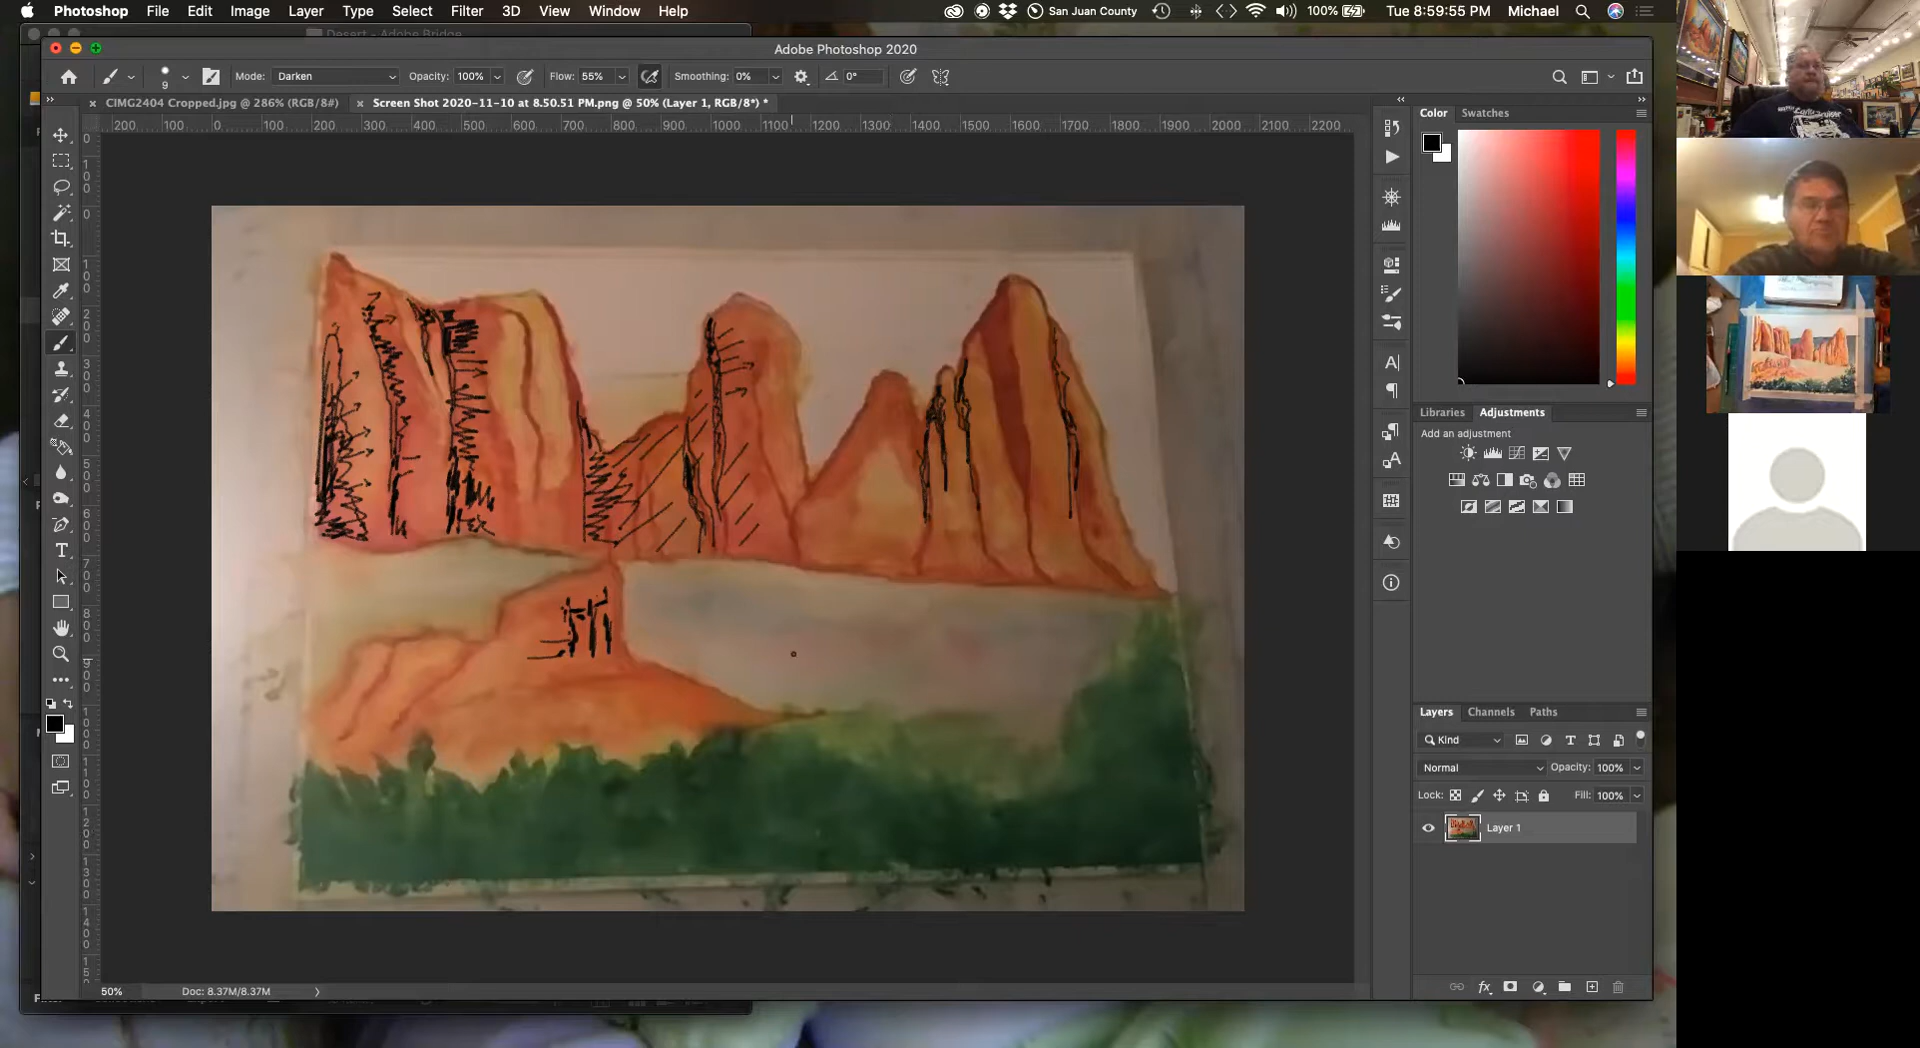 Photoshop File Edit Image Layer Type Select Filter 3D View Window Help San Juan County 100% Tue 8:59:55 PM Michael
Desert - Adobe Bridge
Adobe Photoshop 2020
9 Mode: Darken Opacity: 100% Flow: 55% Smoothing: 0% 0°
CIMG2404 Cropped.jpg @ 286% (RGB/8#) Screen Shot 2020-11-10 at 8.50.51 PM.png @ 50% (Layer 1, RGB/8*) *
200 100 0 100 200 300 400 500 600 700 800 900 1000 1100 1200 1300 1400 1500 1600 1700 1800 1900 2000 2100 2200
Color Swatches
Libraries Adjustments
Add an adjustment
Layers Channels Paths
Kind
Normal Opacity: 100%
Lock: Fill: 100%
Layer 1
50% Doc: 8.37M/8.37M